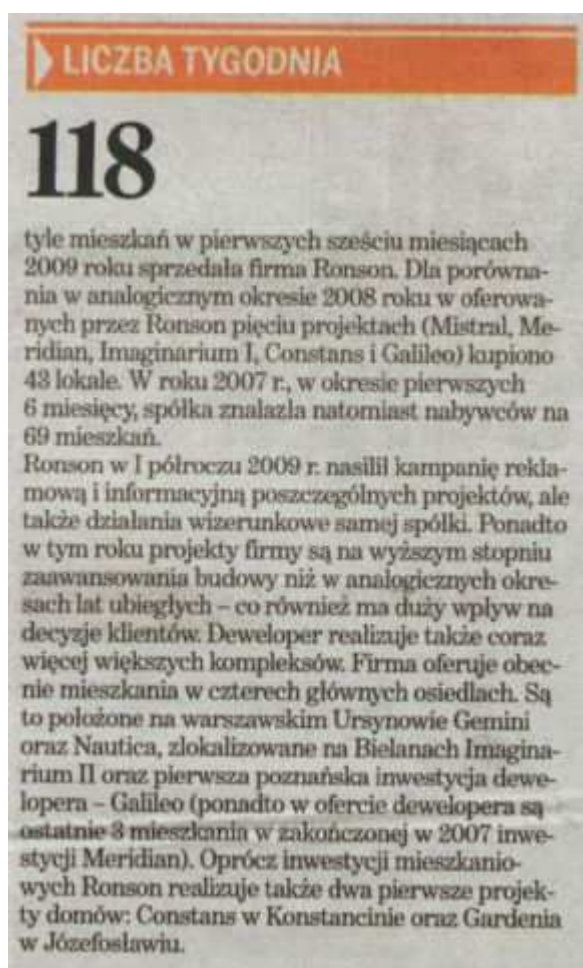 LICZBA TYGODNIA
118
tyle mieszkań w pierwszych sześciu miesiącach
2009 roku sprzedała firma Ronson. Dla porówna-
nia w analogicznym okresie 2008 roku w oferowa-
nych przez Ronson pięciu projektach (Mistral, Me-
ridian, Imaginarium I, Constans i Galileo) kupiono
43 lokale. W roku 2007 r., w okresie pierwszych
6 miesięcy, spółka znalazła natomiast nabywców na
69 mieszkań.
Ronson w I półroczu 2009 r. nasilił kampanię rekla-
mową i informacyjną poszczególnych projektów, ale
także działania wizerunkowe samej spółki. Ponadto
w tym roku projekty firmy są na wyższym stopniu
zaawansowania budowy niż w analogicznych okre-
sach lat ubiegłych – co również ma duży wpływ na
decyzje klientów. Deweloper realizuje także coraz
więcej większych kompleksów. Firma oferuje obec-
nie mieszkania w czterech głównych osiedlach. Są
to położone na warszawskim Ursynowie Gemini
oraz Nautica, zlokalizowane na Bielanach Imagina-
rium II oraz pierwsza poznańska inwestycja dewe-
lopera – Galileo (ponadto w ofercie dewelopera są
ostatnie 3 mieszkania w zakończonej w 2007 inwe-
stycji Meridian). Oprócz inwestycji mieszkanio-
wych Ronson realizuje także dwa pierwsze projek-
ty domów: Constans w Konstancinie oraz Gardenia
w Józefosławiu.